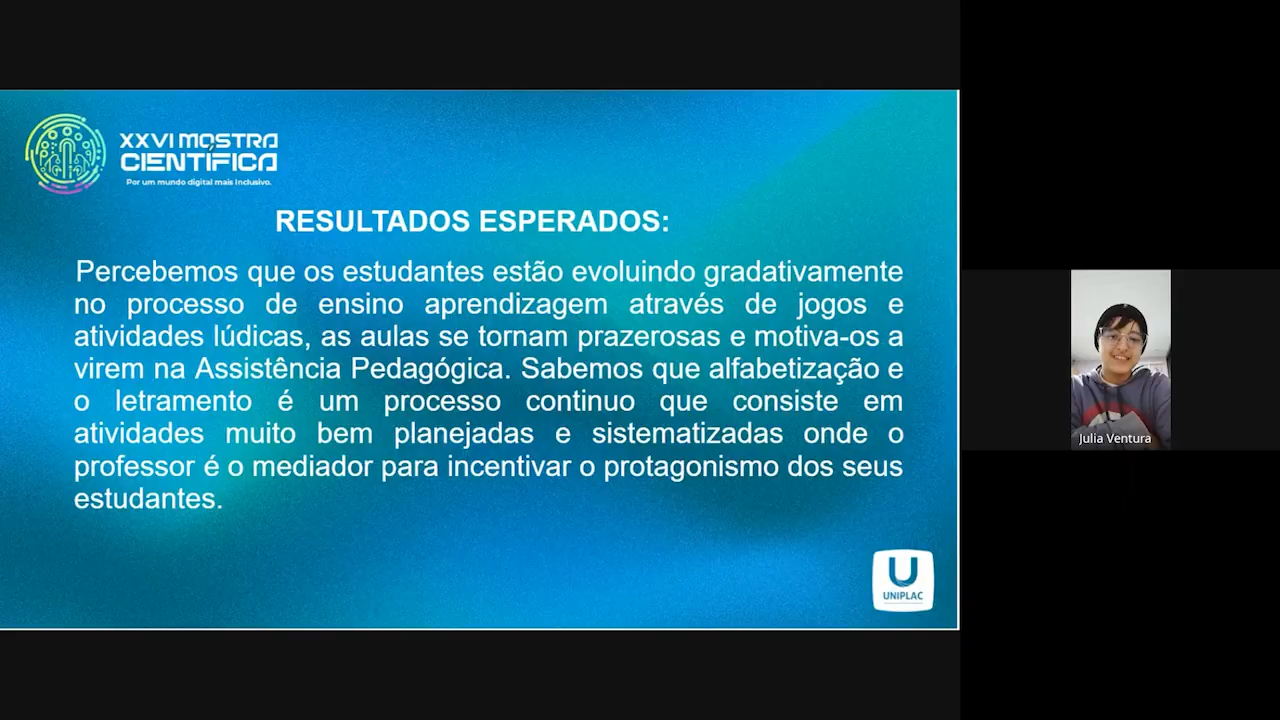 XXVI MOSTRA
CIENTÍFICA
Por um mundo digital mais Inclusivo.
RESULTADOS ESPERADOS:
Percebemos que os estudantes estão evoluindo gradativamente
no processo de ensino aprendizagem através de jogos e
atividades lúdicas, as aulas se tornam prazerosas e motiva-os a
virem na Assistência Pedagógica. Sabemos que alfabetização e
o letramento é um processo continuo que consiste em
atividades muito bem planejadas e sistematizadas onde o
professor é o mediador para incentivar o protagonismo dos seus
estudantes.
U
UNIPLAC
Julia Ventura